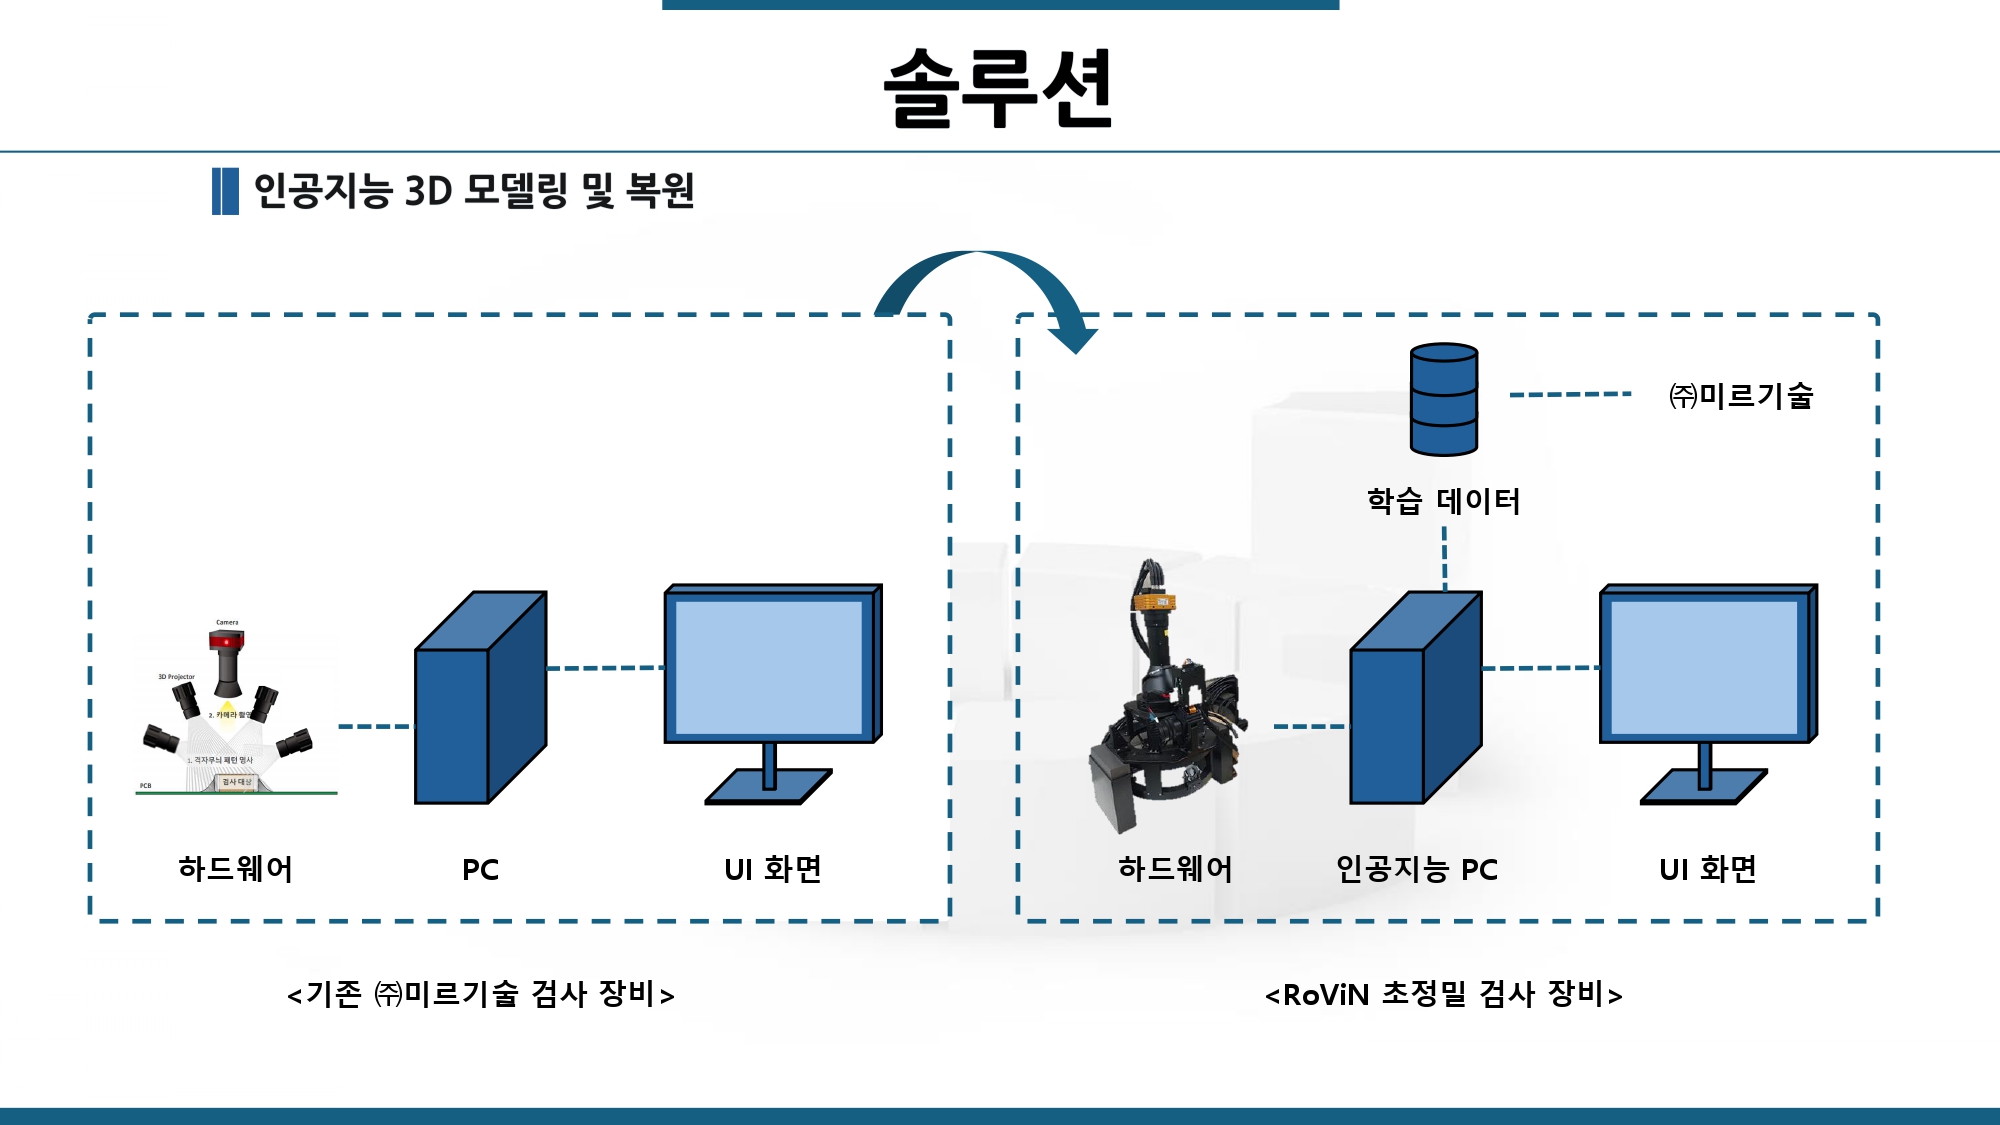 솔루션
인공지능 3D 모델링 및 복원
㈜미르기술
학습 데이터
Camera
3D Projector
2. 카메라 촬영
1. 격자무늬 패턴 명사
검사 대상
PCB
하드웨어
PC
UI 화면
하드웨어
인공지능 PC
UI 화면
<기존 ㈜미르기술 검사 장비>
<RoViN 초정밀 검사 장비>